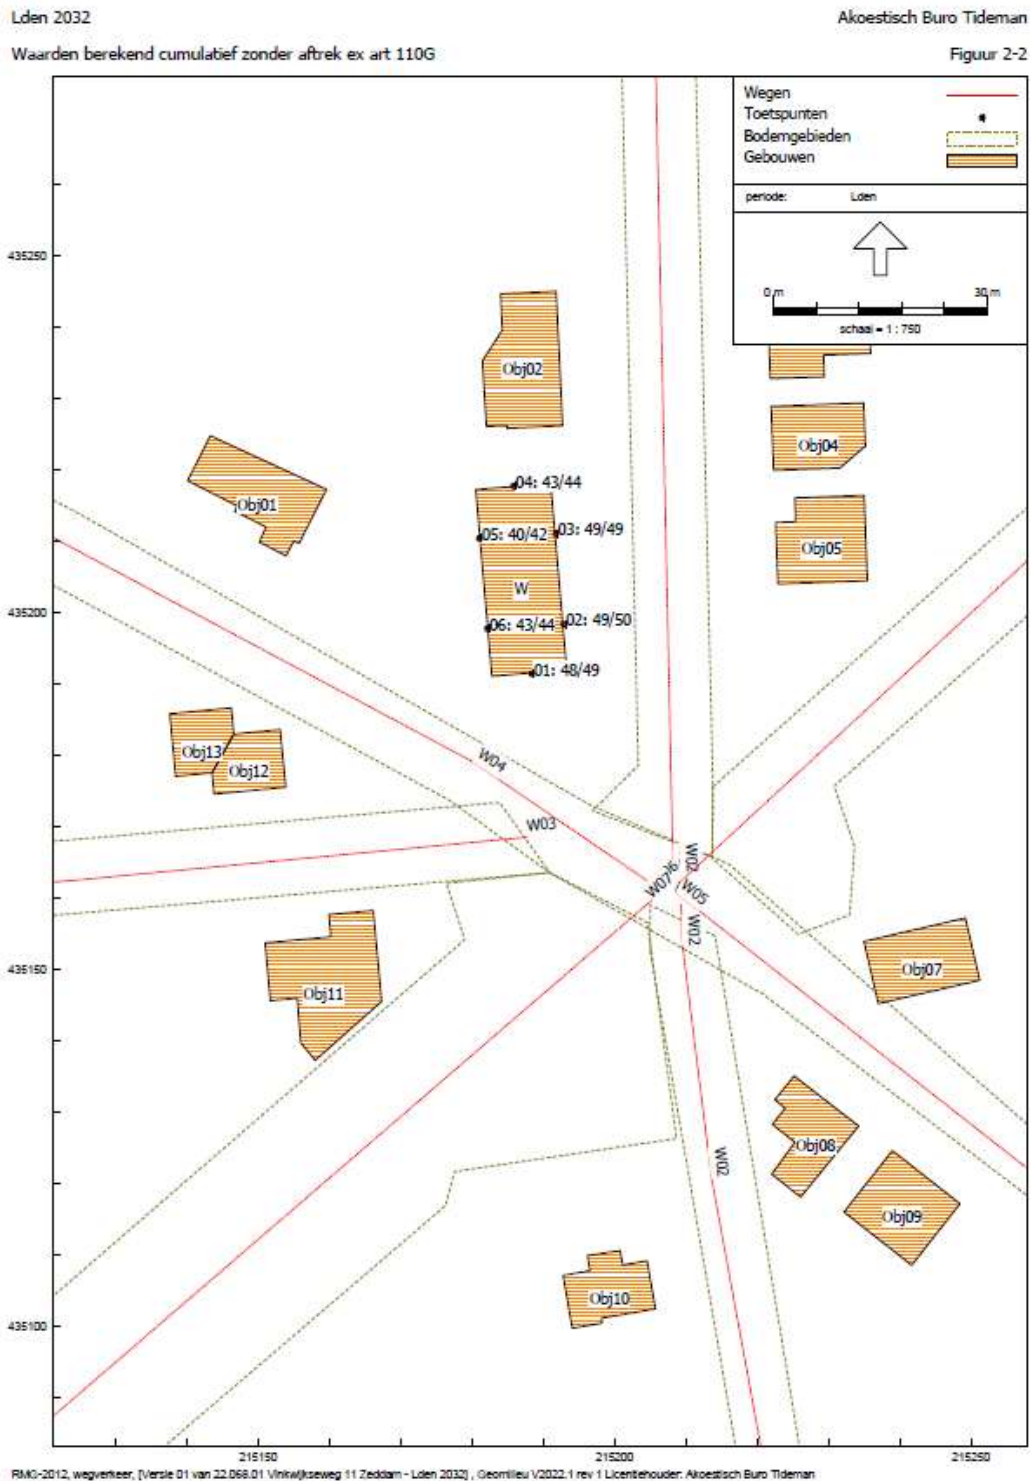 Lden 2032
Akoestisch Buro Tideman
Waarden berekend cumulatief zonder aftrek ex art 110G
Figuur 2-2
Wegen
Toetspunten
Bodemgebieden
Gebouwen
periode: Lden
0 m 30 m
schaal = 1 : 750
435250
Obj02
Obj04
04: 43/44
Obj01
05: 40/42
03: 49/49
Obj05
W
435200
06: 43/44
02: 49/50
01: 48/49
Obj13
Obj12
W04
W03
W02
W07
W05
W02
435150
Obj07
Obj11
Obj08
W02
Obj09
Obj10
435100
215150 215200 215250
RMG-2012, wegverkeer, [Versie 01 van 22.066.01 Vinkwijkseweg 11 Zeddam - Lden 2032] , Geomilieu V2022.1 rev 1 Licentiehouder: Akoestisch Buro Tideman